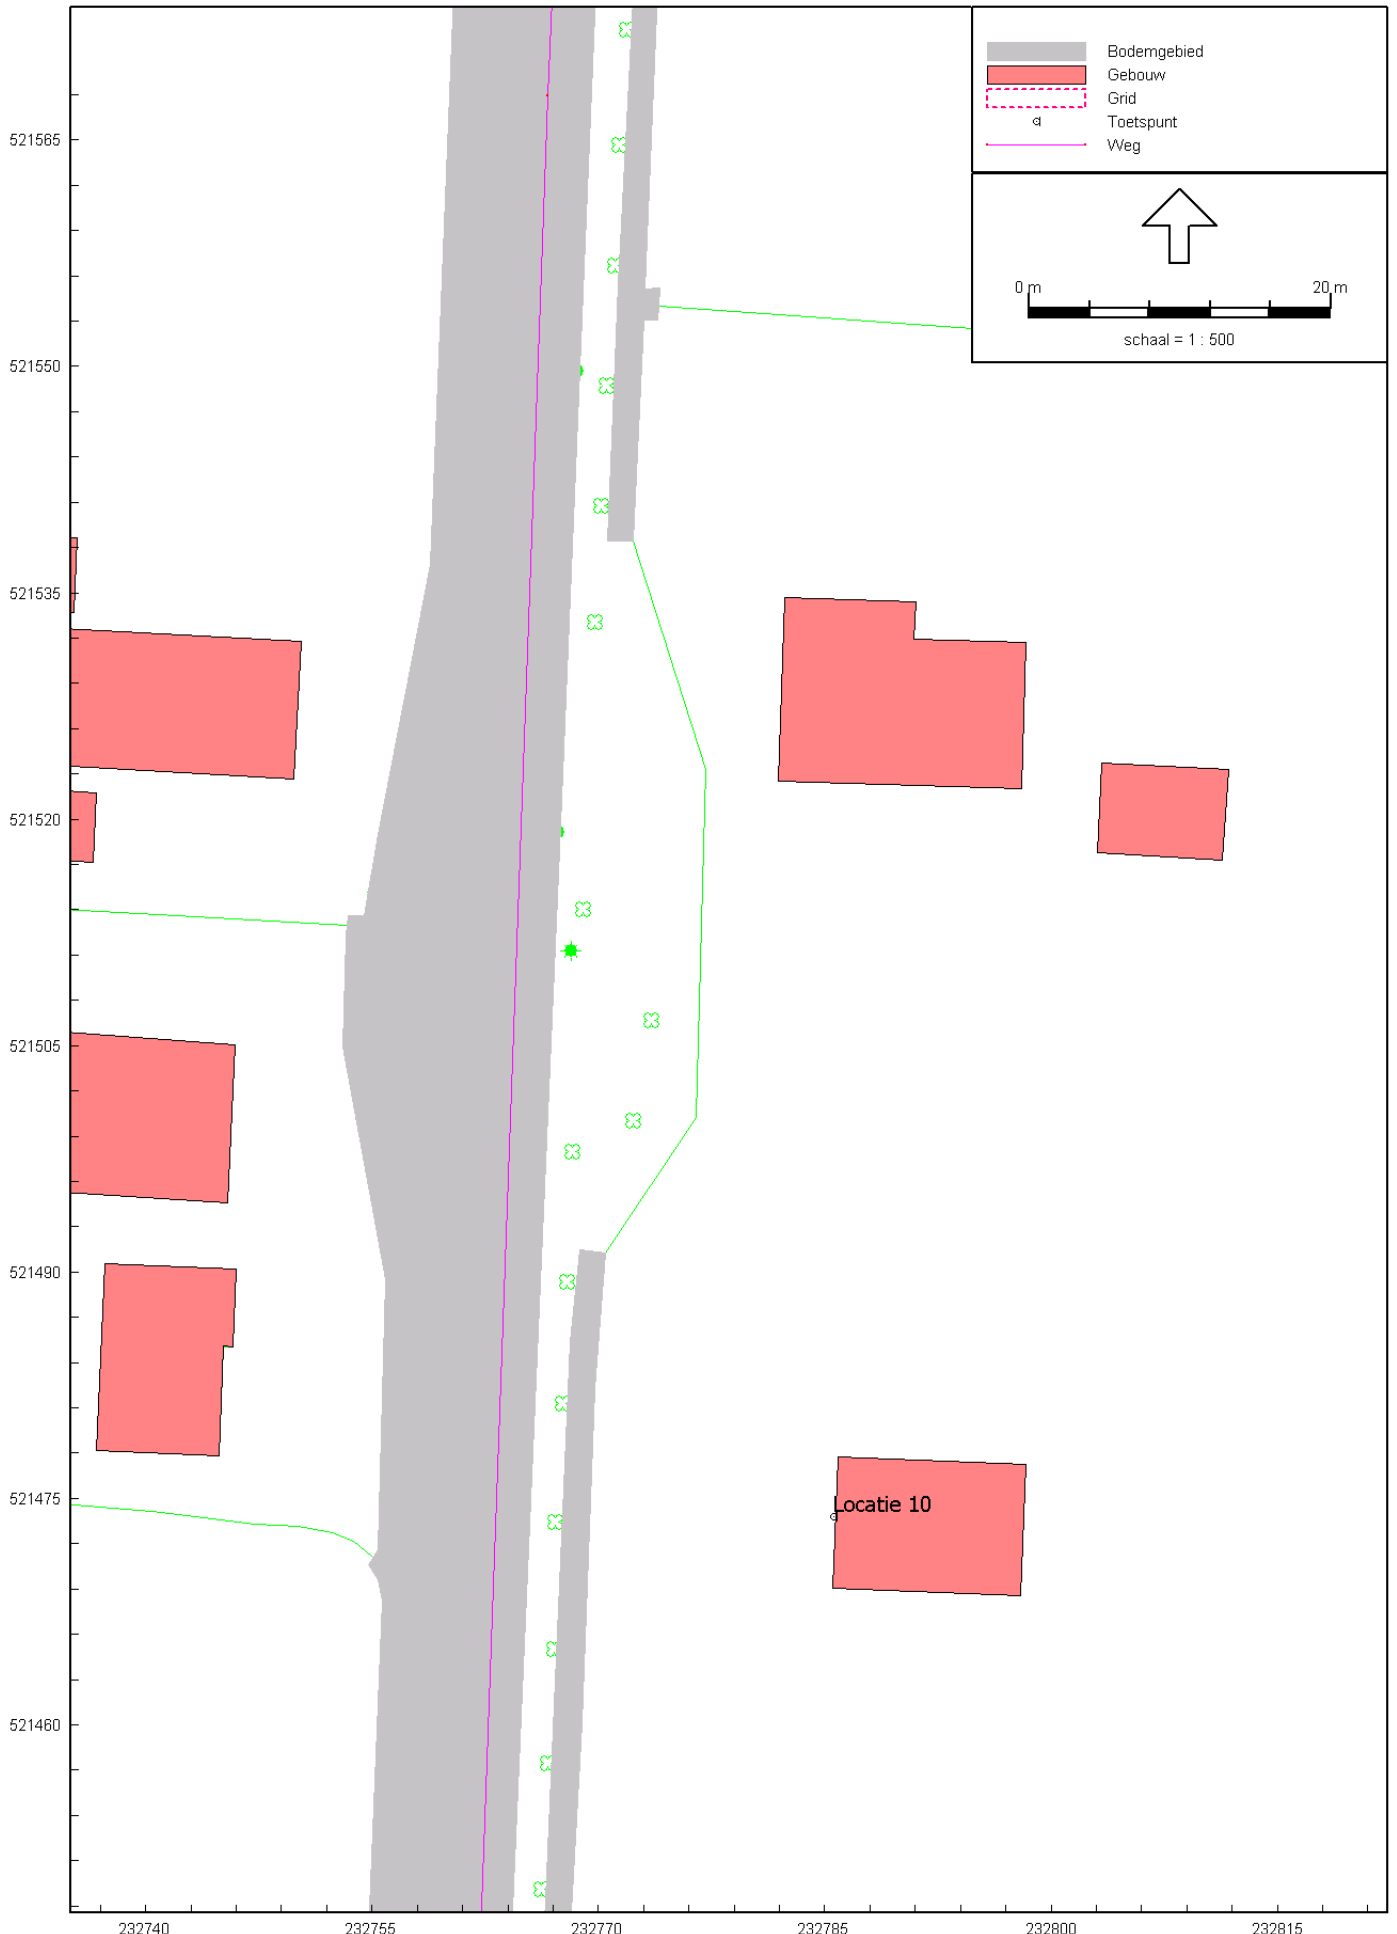 Bodemgebied
Gebouw
Grid
Toetspunt
Weg
0 m 20 m
schaal = 1 : 500
521565
521550
521535
521520
521505
521490
521475
521460
Locatie 10
232740 232755 232770 232785 232800 232815